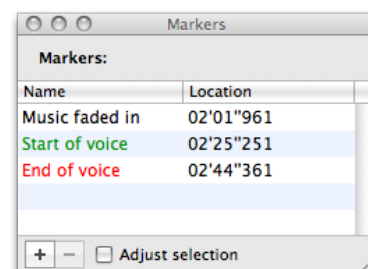 Markers
Markers:
Name Location
Music faded in 02'01"961
Start of voice 02'25"251
End of voice 02'44"361
+ − Adjust selection